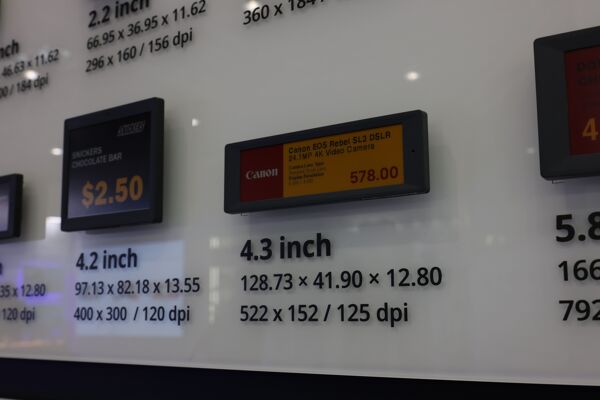 2.2 inch
66.95 x 36.95 x 11.62
296 x 160 / 156 dpi
360 x 184
inch
46.63 x 11.62
/ 184 dpi
SNICKERS
CHOCOLATE BAR
$2.50
4.2 inch
97.13 x 82.18 x 13.55
400 x 300 / 120 dpi
Canon
Canon EOS Rebel SL2 DSLR
24.1MP 4K Video Camera
578.00
4.3 inch
128.73 × 41.90 × 12.80
522 x 152 / 125 dpi
x 12.80
120 dpi
4
5.8
166
792